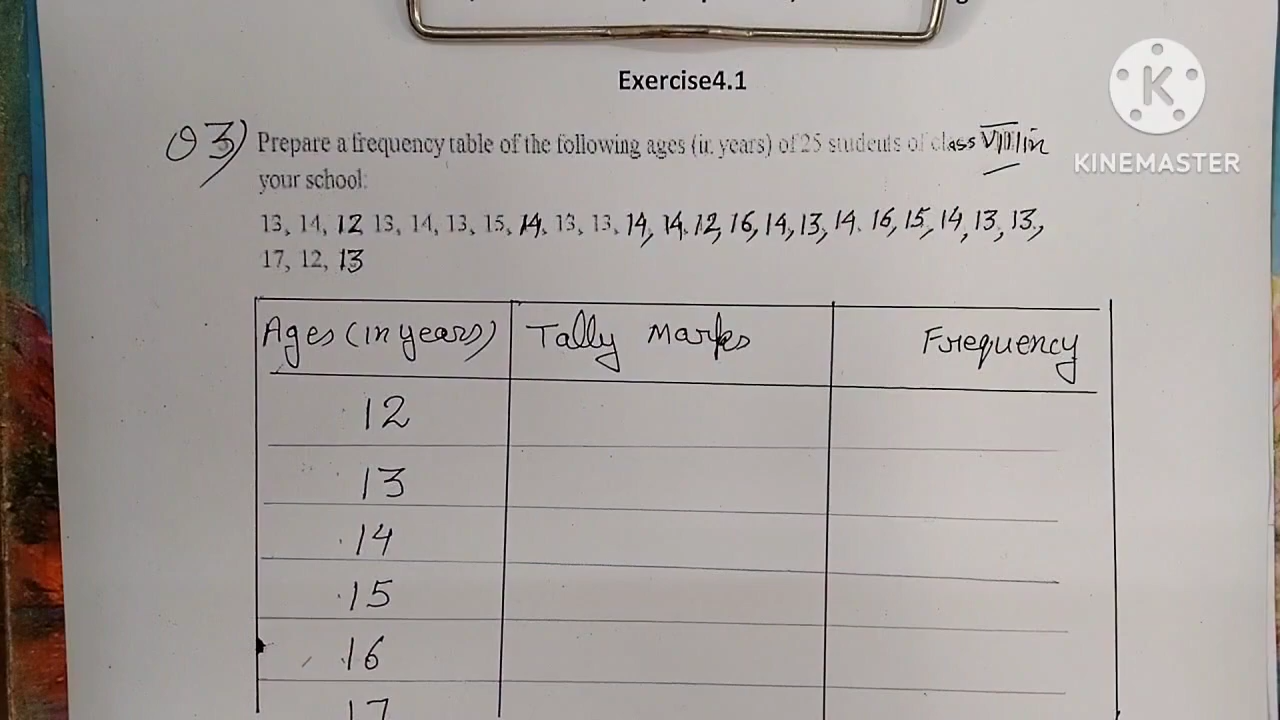 Exercise4.1
Q3) Prepare a frequency table of the following ages (in years) of 25 students of class VIII in
your school:
13, 14, 12, 13, 14, 13, 15, 14, 13, 13, 14, 14, 12, 16, 14, 13, 14, 16, 15, 14, 13, 13,
17, 12, 13
Ages (in years) Tally Marks Frequency
12
13
14
15
16
17
KINEMASTER